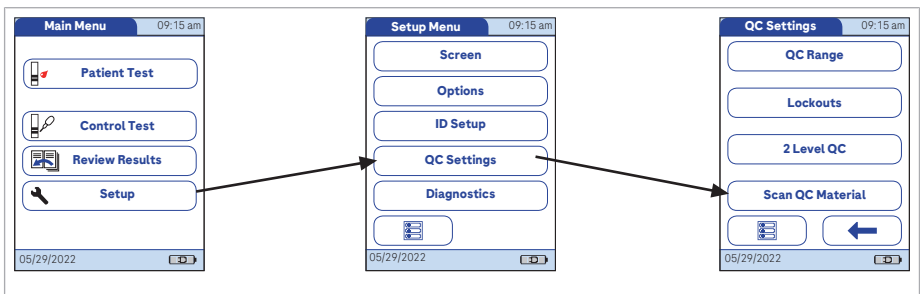 Main Menu 09:15 am
Patient Test
Control Test
Review Results
Setup
05/29/2022
Setup Menu 09:15 am
Screen
Options
ID Setup
QC Settings
Diagnostics
05/29/2022
QC Settings 09:15 am
QC Range
Lockouts
2 Level QC
Scan QC Material
05/29/2022